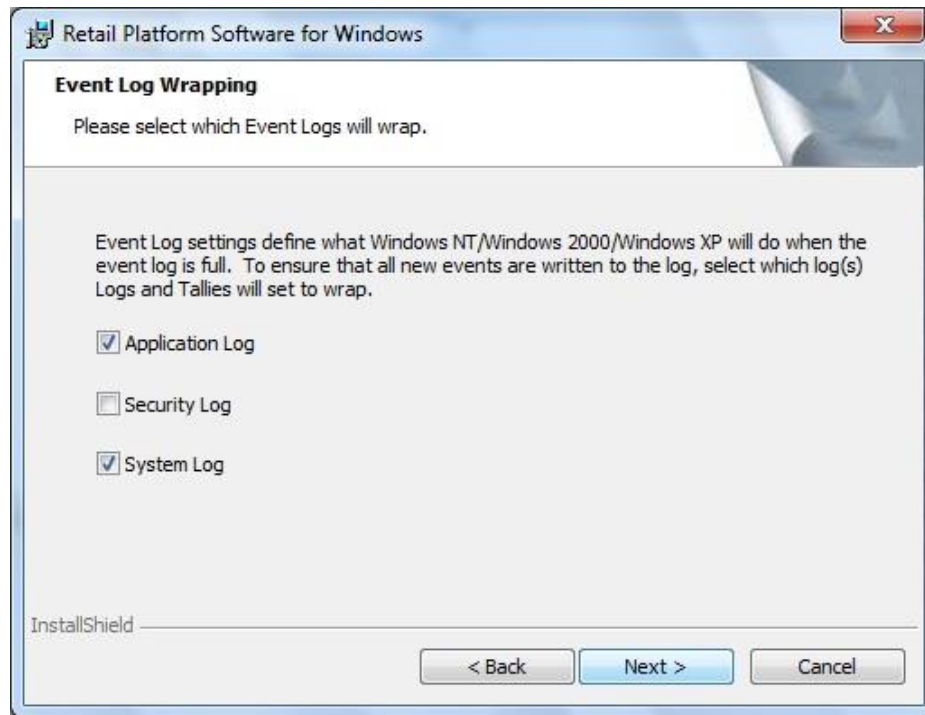 Retail Platform Software for Windows
Event Log Wrapping
Please select which Event Logs will wrap.
Event Log settings define what Windows NT/Windows 2000/Windows XP will do when the
event log is full. To ensure that all new events are written to the log, select which log(s)
Logs and Tallies will set to wrap.
Application Log
Security Log
System Log
InstallShield
< Back Next > Cancel